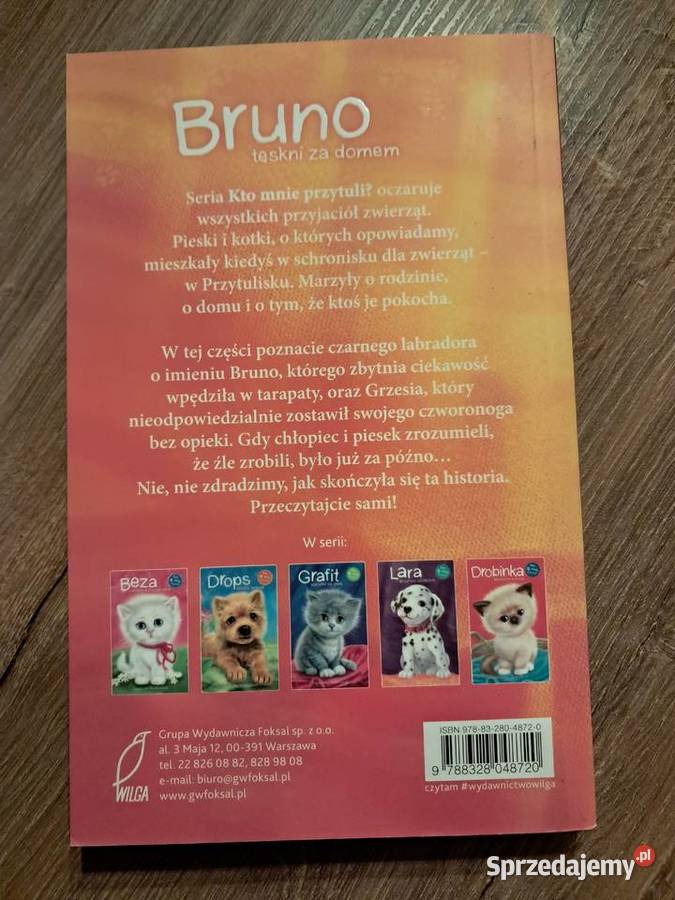 Bruno
tęskni za domem
Seria Kto mnie przytuli? oczaruje
wszystkich przyjaciół zwierząt.
Pieski i kotki, o których opowiadamy,
mieszkały kiedyś w schronisku dla zwierząt –
w Przytulisku. Marzyły o rodzinie,
o domu i o tym, że ktoś je pokocha.
W tej części poznacie czarnego labradora
o imieniu Bruno, którego zbytnia ciekawość
wpędziła w tarapaty, oraz Grzesia, który
nieodpowiedzialnie zostawił swojego czworonoga
bez opieki. Gdy chłopiec i piesek zrozumieli,
że źle zrobili, było już za późno…
Nie, nie zdradzimy, jak skończyła się ta historia.
Przeczytajcie sami!
W serii:
Beza
Drops
Grafit
Lara
Drobinka
WILGA
Grupa Wydawnicza Foksal sp. z o.o.
al. 3 Maja 12, 00-391 Warszawa
tel. 22 826 08 82, 828 98 08
e-mail: biuro@gwfoksal.pl
www.gwfoksal.pl
ISBN 978-83-280-4872-0
9 788328 048720
czytam #wydawnictwowilga
Sprzedajemy.pl